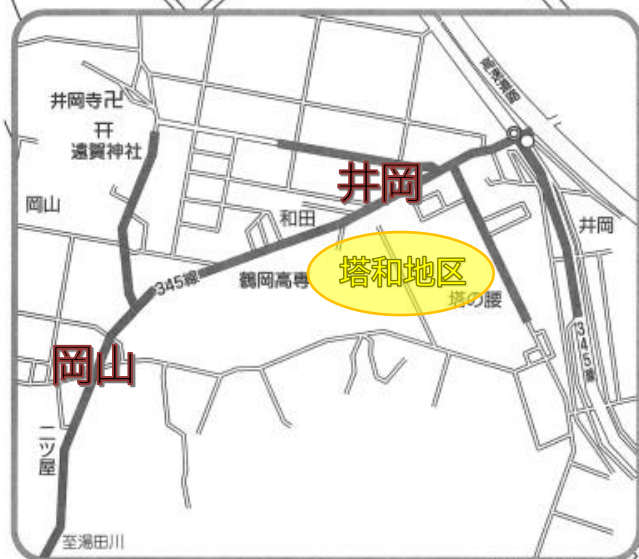 井岡寺卍
遠賀神社
岡山
和田
井岡
井岡
345線
鶴岡高専
塔和地区
塔の腰
345線
岡山
二ツ屋
至湯田川